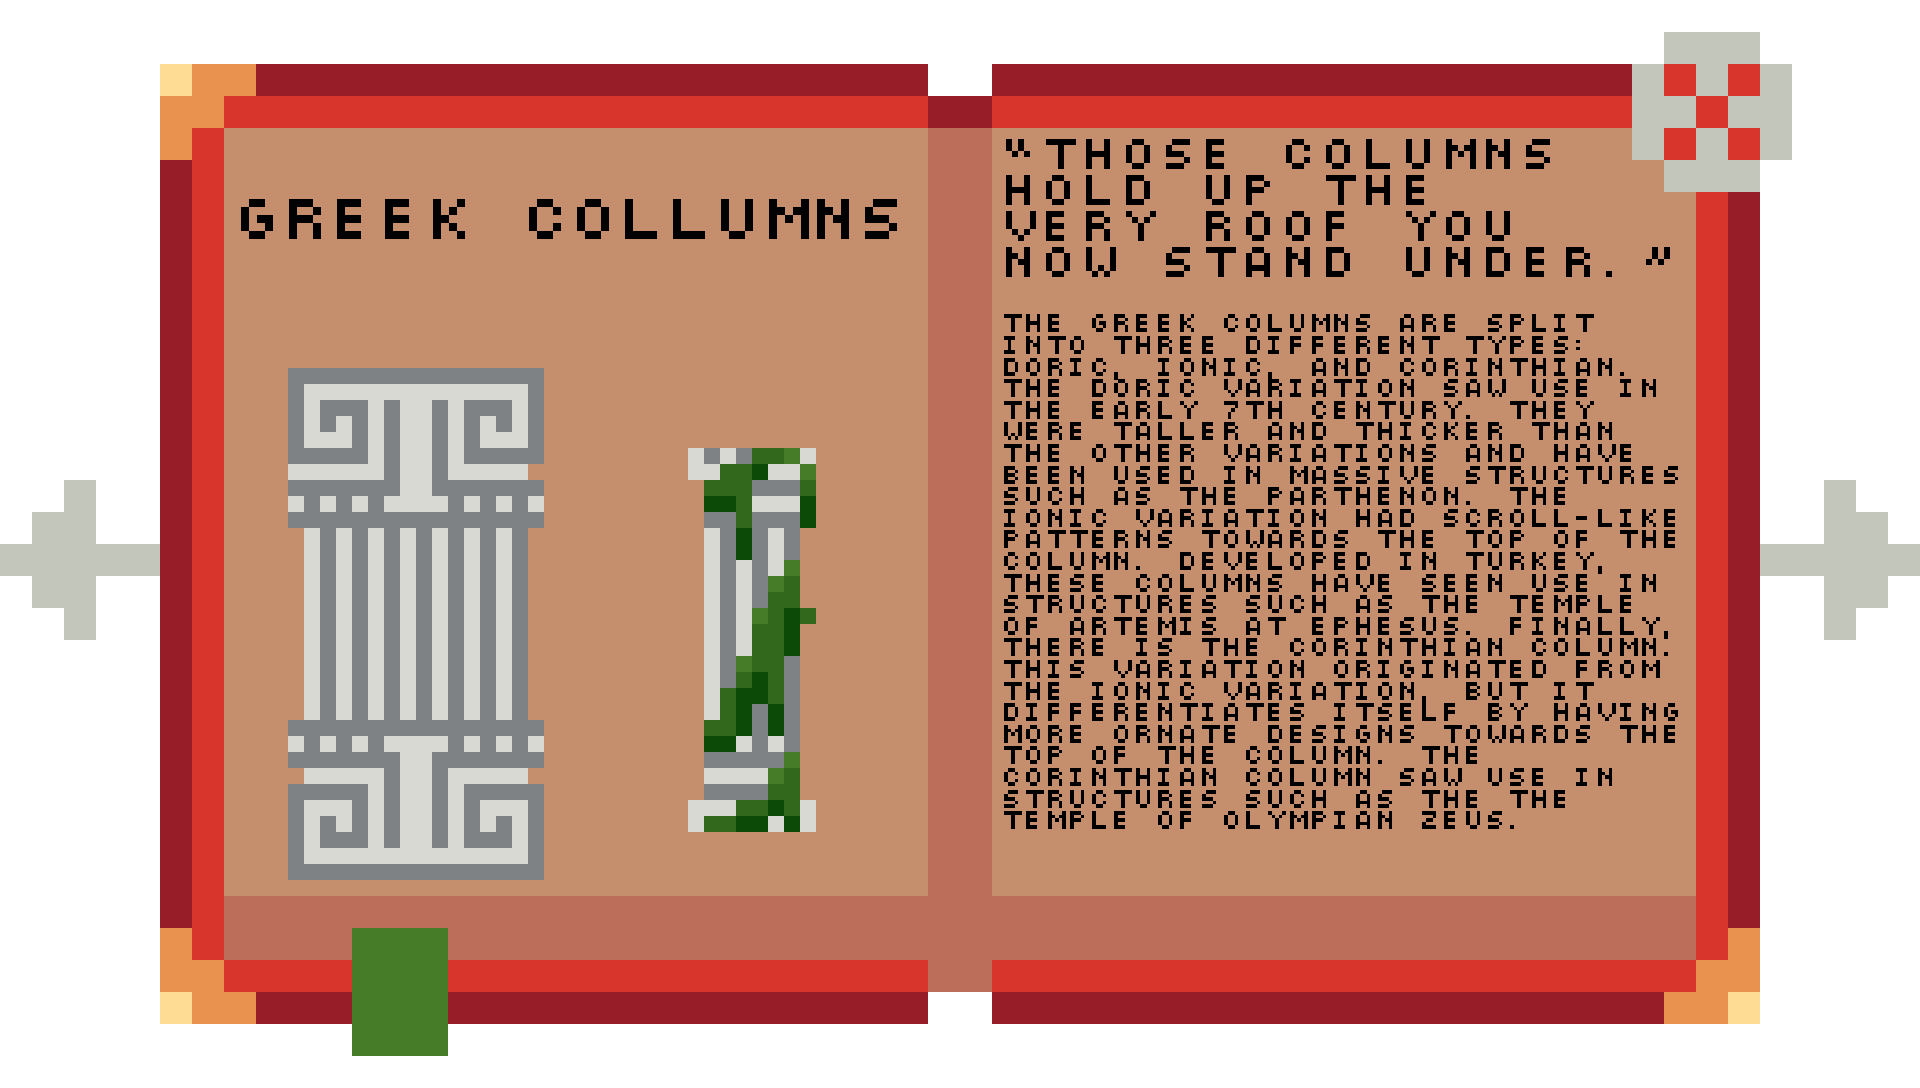 GREEK COLLUMNS
"THOSE COLUMNS
HOLD UP THE
VERY ROOF YOU
NOW STAND UNDER."
THE GREEK COLUMNS ARE SPLIT
INTO THREE DIFFERENT TYPES:
DORIC, IONIC, AND CORINTHIAN.
THE DORIC VARIATION SAW USE IN
THE EARLY 7TH CENTURY. THEY
WERE TALLER AND THICKER THAN
THE OTHER VARIATIONS AND HAVE
BEEN USED IN MASSIVE STRUCTURES
SUCH AS THE PARTHENON. THE
IONIC VARIATION HAD SCROLL-LIKE
PATTERNS TOWARDS THE TOP OF THE
COLUMN. DEVELOPED IN TURKEY,
THESE COLUMNS HAVE SEEN USE IN
STRUCTURES SUCH AS THE TEMPLE
OF ARTEMIS AT EPHESUS. FINALLY,
THERE IS THE CORINTHIAN COLUMN.
THIS VARIATION ORIGINATED FROM
THE IONIC VARIATION, BUT IT
DIFFERENTIATES ITSELF BY HAVING
MORE ORNATE DESIGNS TOWARDS THE
TOP OF THE COLUMN. THE
CORINTHIAN COLUMN SAW USE IN
STRUCTURES SUCH AS THE THE
TEMPLE OF OLYMPIAN ZEUS.